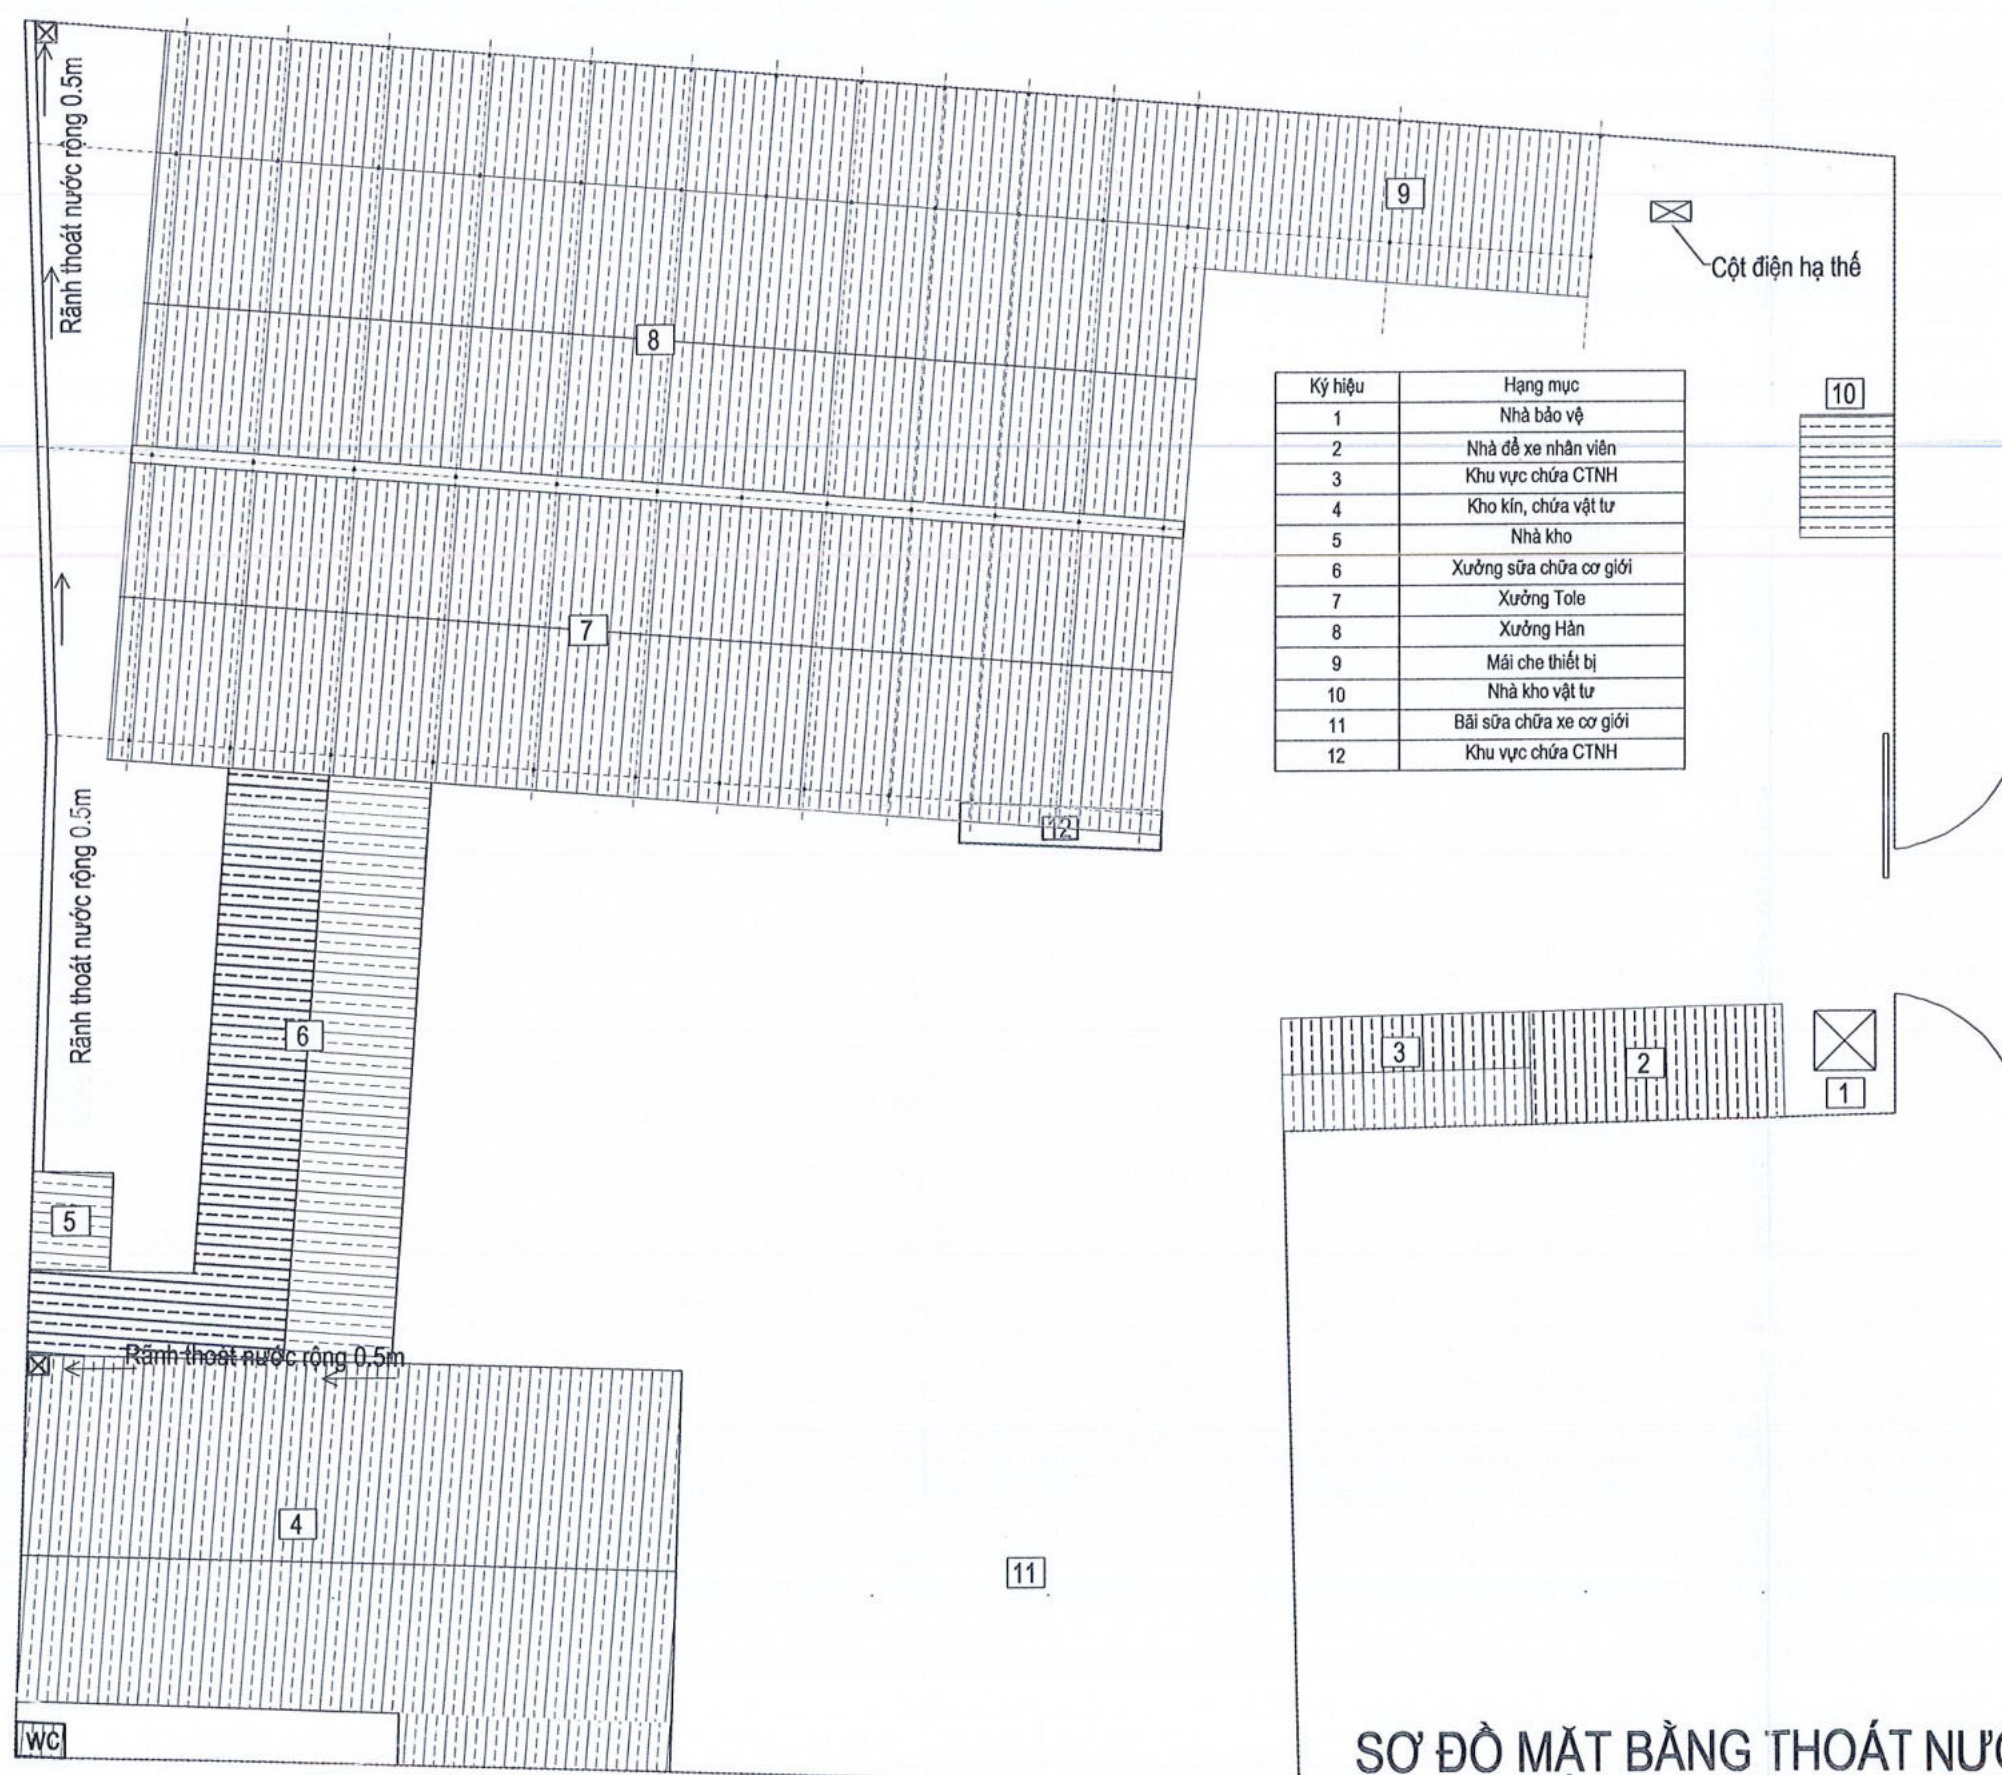 Rãnh thoát nước rộng 0.5m
9
Cột điện hạ thế
8
Ký hiệu Hạng mục
1 Nhà bảo vệ
2 Nhà để xe nhân viên
3 Khu vực chứa CTNH
4 Kho kín, chứa vật tư
5 Nhà kho
6 Xưởng sữa chữa cơ giới
7 Xưởng Tole
8 Xưởng Hàn
9 Mái che thiết bị
10 Nhà kho vật tư
11 Bãi sữa chữa xe cơ giới
12 Khu vực chứa CTNH
10
7
12
Rãnh thoát nước rộng 0.5m
6
3
2
1
5
Rãnh thoát nước rộng 0.5m
4
11
WC
SƠ ĐỒ MẶT BẰNG THOÁT